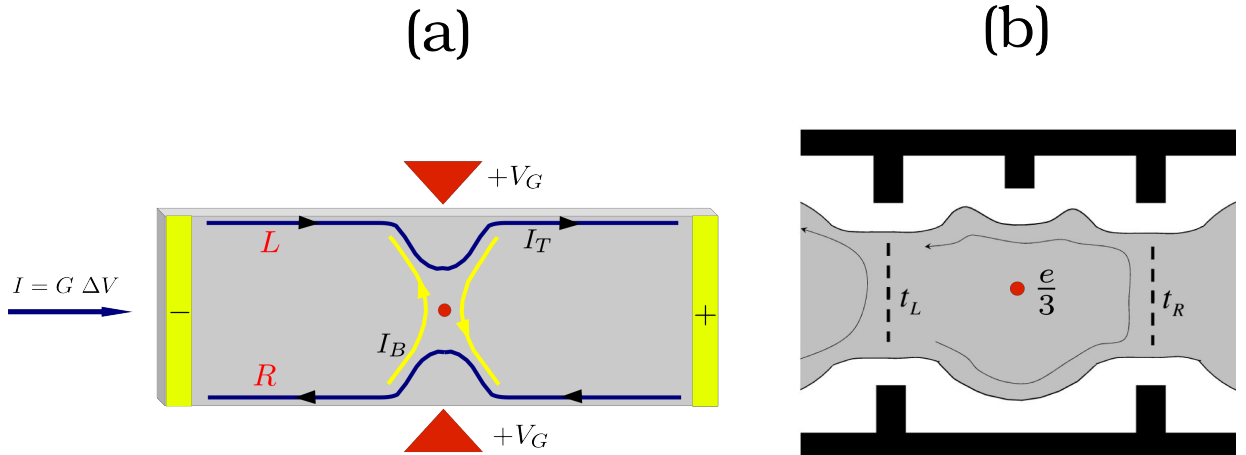 (a)
(b)
+V_G
L
I_T
I = G ΔV
−
+
I_B
R
+V_G
t_L
e/3
t_R